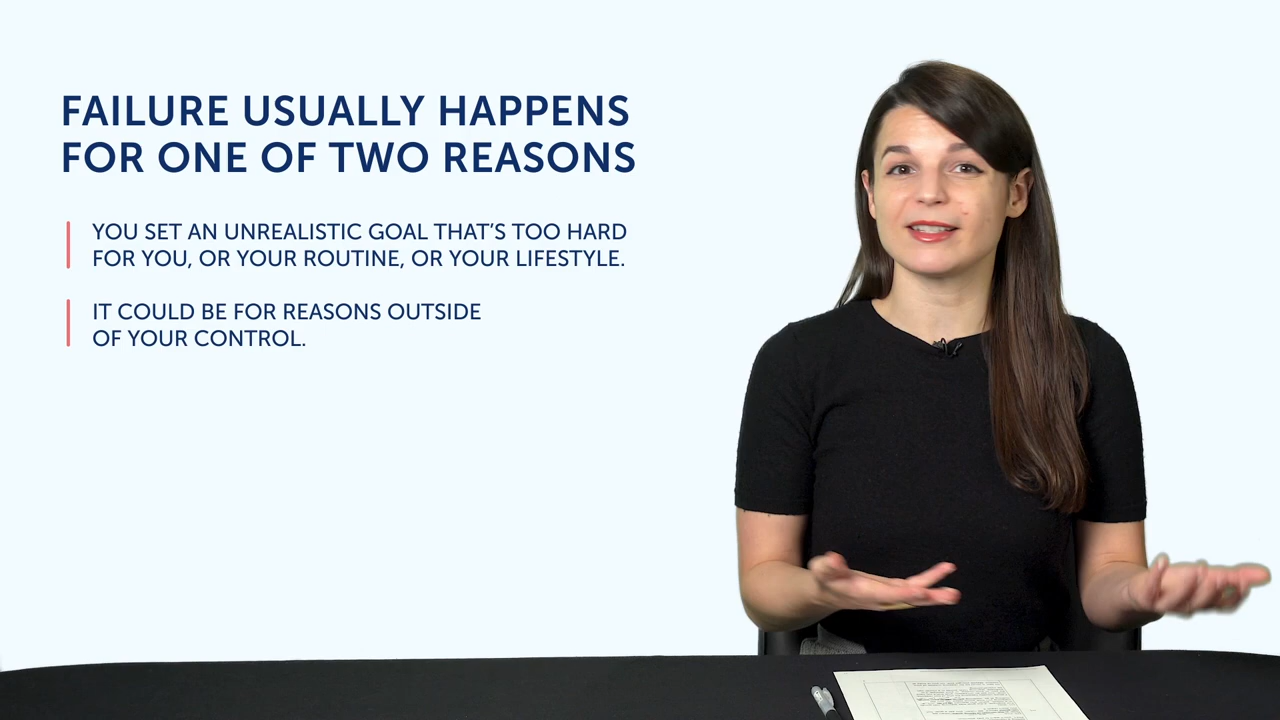 FAILURE USUALLY HAPPENS
FOR ONE OF TWO REASONS
YOU SET AN UNREALISTIC GOAL THAT'S TOO HARD
FOR YOU, OR YOUR ROUTINE, OR YOUR LIFESTYLE.
IT COULD BE FOR REASONS OUTSIDE
OF YOUR CONTROL.